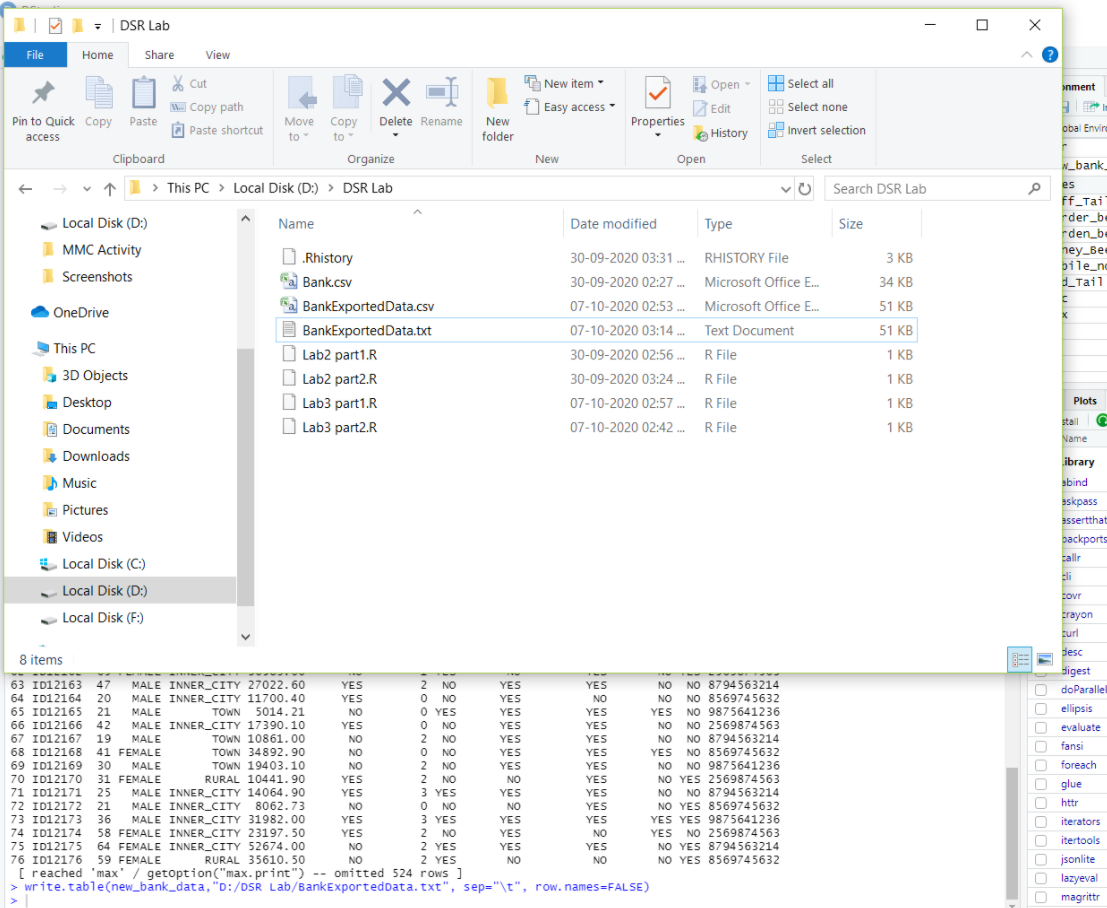 DSR Lab
File Home Share View
Pin to Quick access
Copy
Paste
Cut
Copy path
Paste shortcut
Clipboard
Move to
Copy to
Delete
Rename
Organize
New folder
New item
Easy access
New
Properties
Open
Edit
History
Open
Select all
Select none
Invert selection
Select
This PC > Local Disk (D:) > DSR Lab
Search DSR Lab
Local Disk (D:)
MMC Activity
Screenshots
OneDrive
This PC
3D Objects
Desktop
Documents
Downloads
Music
Pictures
Videos
Local Disk (C:)
Local Disk (D:)
Local Disk (F:)
Name Date modified Type Size
.Rhistory 30-09-2020 03:31 ... RHISTORY File 3 KB
Bank.csv 30-09-2020 02:27 ... Microsoft Office E... 34 KB
BankExportedData.csv 07-10-2020 02:53 ... Microsoft Office E... 51 KB
BankExportedData.txt 07-10-2020 03:14 ... Text Document 51 KB
Lab2 part1.R 30-09-2020 02:56 ... R File 1 KB
Lab2 part2.R 30-09-2020 03:24 ... R File 1 KB
Lab3 part1.R 07-10-2020 02:57 ... R File 1 KB
Lab3 part2.R 07-10-2020 02:42 ... R File 1 KB
8 items
63 ID12163 47 MALE INNER_CITY 27022.60 YES 2 NO YES YES NO NO 8794563214
64 ID12164 20 MALE INNER_CITY 11700.40 YES 0 NO YES YES NO NO 8569745632
65 ID12165 21 MALE TOWN 5014.21 NO 0 YES YES YES YES NO 9875641236
66 ID12166 42 MALE INNER_CITY 17390.10 YES 0 NO YES YES NO NO 2569874563
67 ID12167 19 MALE TOWN 10861.00 NO 2 NO YES YES NO NO 8794563214
68 ID12168 41 FEMALE TOWN 34892.90 NO 0 NO YES YES YES NO 8569745632
69 ID12169 30 MALE TOWN 19403.10 NO 2 NO YES YES NO NO 9875641236
70 ID12170 31 FEMALE RURAL 10441.90 YES 2 NO NO YES NO YES 2569874563
71 ID12171 25 MALE INNER_CITY 14064.90 YES 3 YES YES YES NO NO 8794563214
72 ID12172 21 MALE INNER_CITY 8062.73 NO 0 NO NO YES NO YES 8569745632
73 ID12173 36 MALE INNER_CITY 31982.00 YES 3 YES YES YES YES YES 9875641236
74 ID12174 58 FEMALE INNER_CITY 23197.50 YES 2 NO YES NO YES NO 2569874563
75 ID12175 64 FEMALE INNER_CITY 52674.00 NO 2 YES YES YES NO YES 8794563214
76 ID12176 59 FEMALE RURAL 35610.50 NO 2 YES NO NO NO YES 8569745632
[ reached 'max' / getOption("max.print") -- omitted 524 rows ]
> write.table(new_bank_data,"D:/DSR Lab/BankExportedData.txt", sep="\t", row.names=FALSE)
>
Plots
digest
doParallel
ellipsis
evaluate
fansi
foreach
glue
httr
iterators
itertools
jsonlite
lazyeval
magrittr